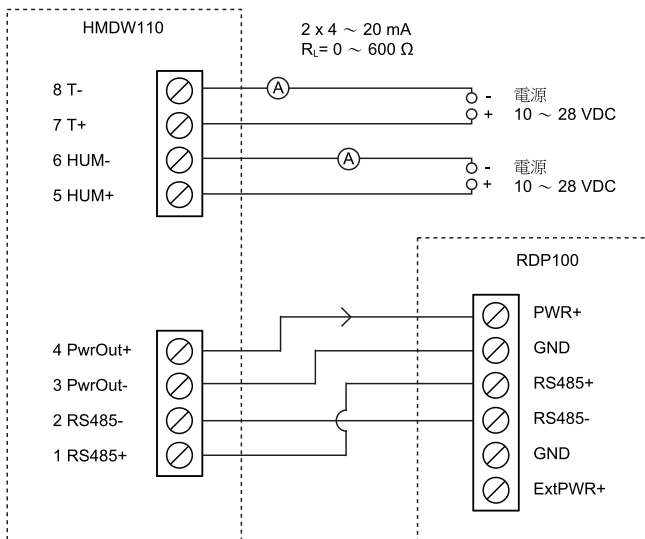 HMDW110
2 x 4 ～ 20 mA
RL= 0 ～ 600 Ω
8 T-
7 T+
6 HUM-
5 HUM+
A
- 電源
+ 10 ～ 28 VDC
A
- 電源
+ 10 ～ 28 VDC
RDP100
4 PwrOut+
3 PwrOut-
2 RS485-
1 RS485+
PWR+
GND
RS485+
RS485-
GND
ExtPWR+